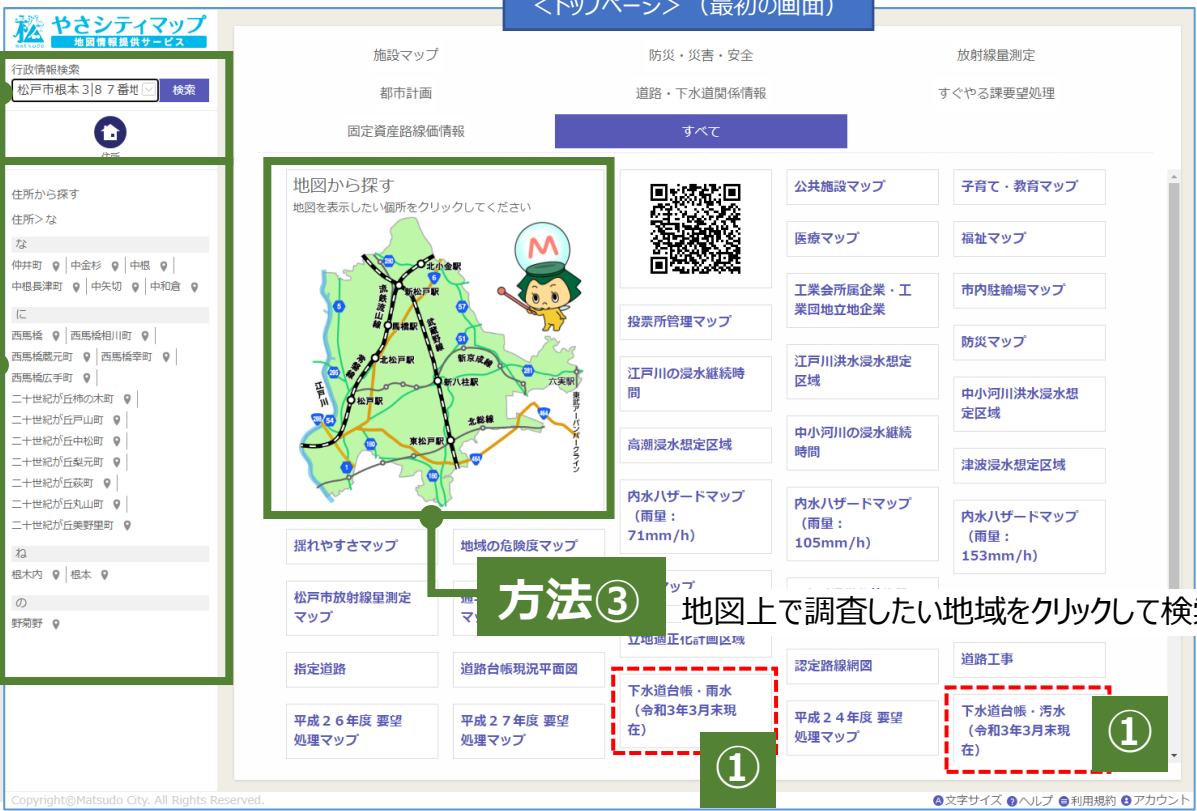 <トップページ>（最初の画面）
松
matsudo
やさシティマップ
地図情報提供サービス
行政情報検索
松戸市根本3|８７番地
検索
住所
住所から探す
住所>な
な
仲井町 中金杉 中根
中根長津町 中矢切 中和倉
に
西馬橋 西馬橋相川町
西馬橋蔵元町 西馬橋幸町
西馬橋広手町
二十世紀が丘柿の木町
二十世紀が丘戸山町
二十世紀が丘中松町
二十世紀が丘梨元町
二十世紀が丘萩町
二十世紀が丘丸山町
二十世紀が丘美野里町
ね
根木内 根本
の
野菊野
施設マップ
防災・災害・安全
放射線量測定
都市計画
道路・下水道関係情報
すぐやる課要望処理
固定資産路線価情報
すべて
地図から探す
地図を表示したい個所をクリックしてください
M
北小金駅
新松戸駅
流鉄流山線
馬橋駅
武蔵野線
北松戸駅
新京成線
常磐線
新八柱駅
六実駅
江戸川
松戸駅
東武アーバンパークライン
北総線
東松戸駅
公共施設マップ
子育て・教育マップ
医療マップ
福祉マップ
工業会所属企業・工
業団地立地企業
市内駐輪場マップ
投票所管理マップ
防災マップ
江戸川の浸水継続時
間
江戸川洪水浸水想定
区域
中小河川洪水浸水想
定区域
高潮浸水想定区域
中小河川の浸水継続
時間
津波浸水想定区域
内水ハザードマップ
（雨量：
71mm/h）
内水ハザードマップ
（雨量：
105mm/h）
内水ハザードマップ
（雨量：
153mm/h）
揺れやすさマップ
地域の危険度マップ
松戸市放射線量測定
マップ
方法③
地図上で調査したい地域をクリックして検
立地適正化計画区域
指定道路
道路台帳現況平面図
認定路線網図
道路工事
下水道台帳・雨水
（令和3年3月末現
在）
下水道台帳・汚水
（令和3年3月末現
在）
平成２６年度 要望
処理マップ
平成２７年度 要望
処理マップ
平成２４年度 要望
処理マップ
①
①
Copyright©Matsudo City. All Rights Reserved.
文字サイズ ヘルプ 利用規約 アカウント